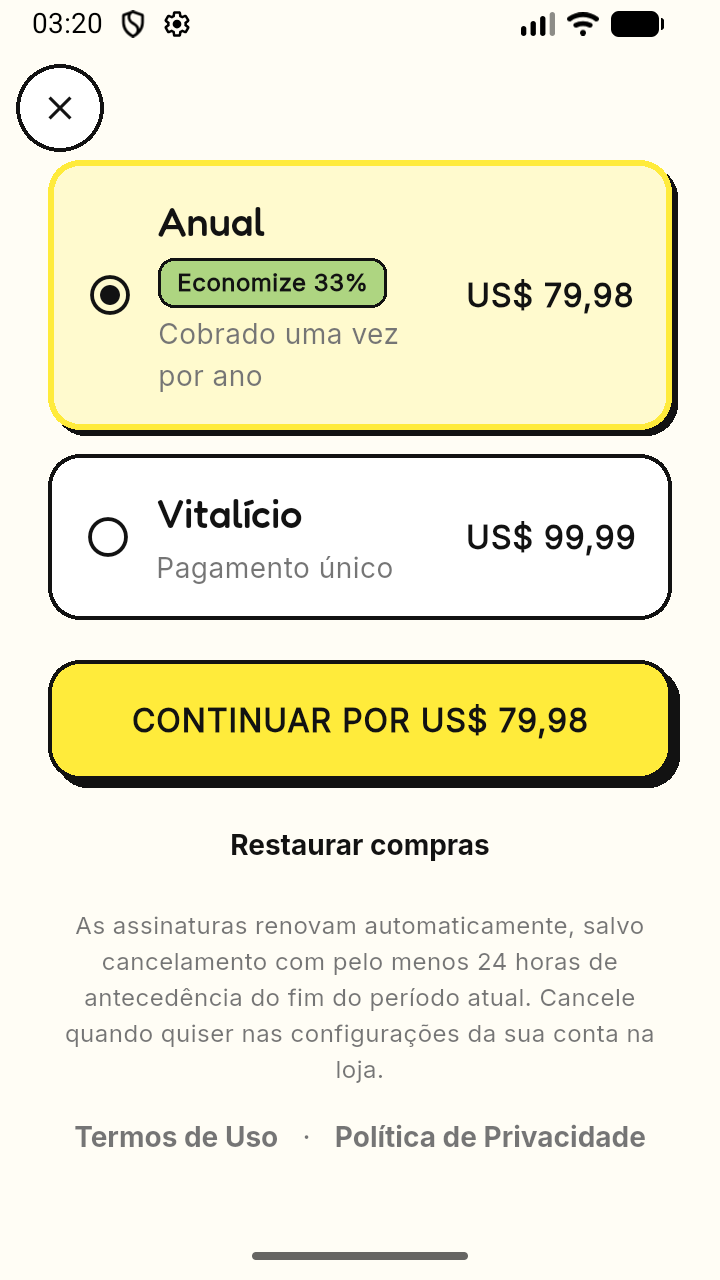 03:20
Anual
Economize 33%
US$ 79,98
Cobrado uma vez
por ano
Vitalício
US$ 99,99
Pagamento único
CONTINUAR POR US$ 79,98
Restaurar compras
As assinaturas renovam automaticamente, salvo
cancelamento com pelo menos 24 horas de
antecedência do fim do período atual. Cancele
quando quiser nas configurações da sua conta na
loja.
Termos de Uso · Política de Privacidade